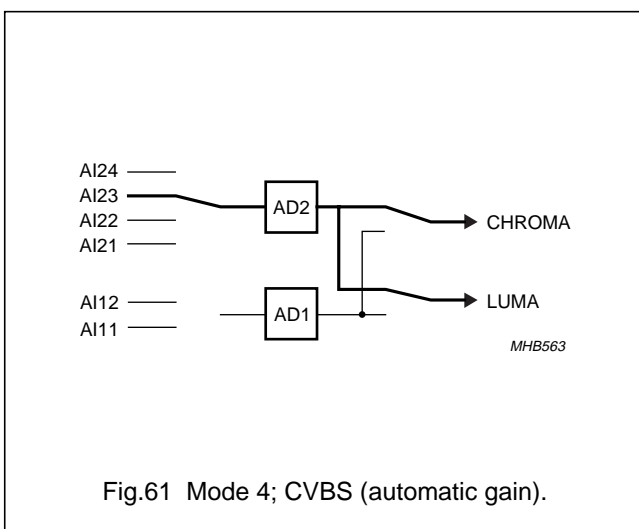 AI24
AI23
AI22
AI21
AD2
CHROMA
AI12
AI11
AD1
LUMA
MHB563
Fig.61 Mode 4; CVBS (automatic gain).